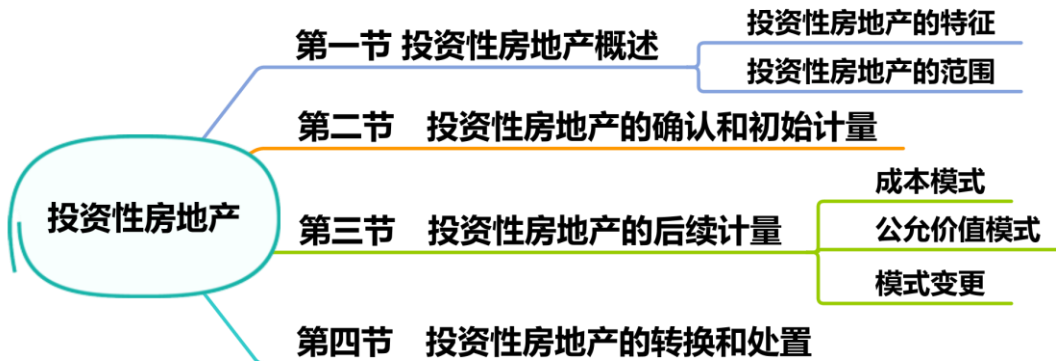 投资性房地产
第一节 投资性房地产概述
投资性房地产的特征
投资性房地产的范围
第二节 投资性房地产的确认和初始计量
第三节 投资性房地产的后续计量
成本模式
公允价值模式
模式变更
第四节 投资性房地产的转换和处置